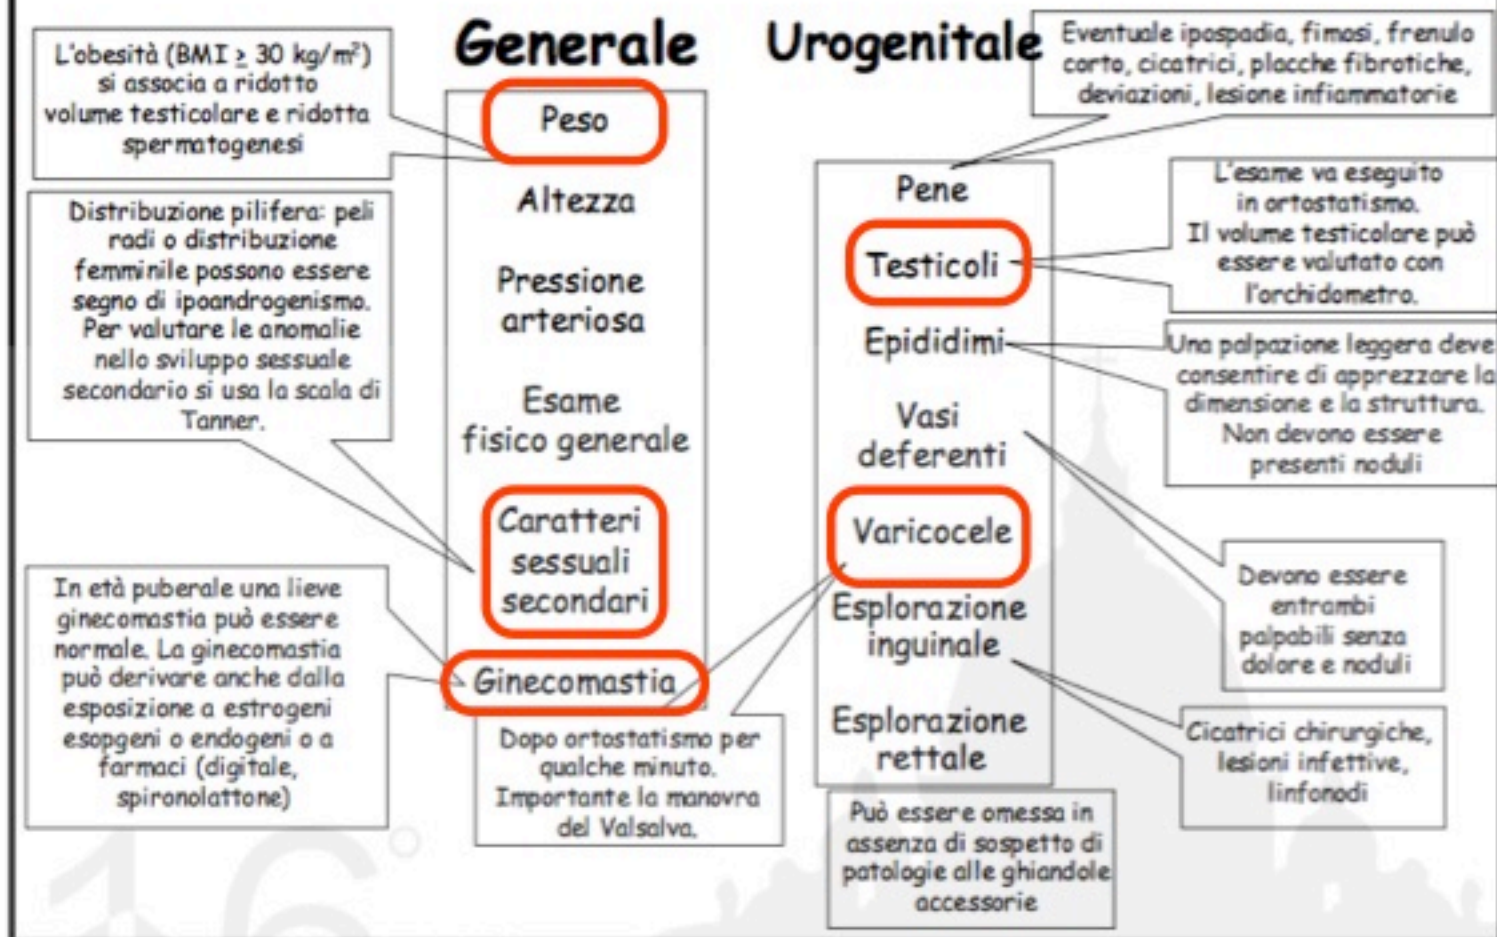 Generale
L'obesità (BMI ≥ 30 kg/m²)
si associa a ridotto
volume testicolare e ridotta
spermatogenesi
Peso
Altezza
Pressione
arteriosa
Esame
fisico generale
Distribuzione pilifera: peli
radi o distribuzione
femminile possono essere
segno di ipoandrogenismo.
Per valutare le anomalie
nello sviluppo sessuale
secondario si usa la scala di
Tanner.
Caratteri
sessuali
secondari
In età puberale una lieve
ginecomastia può essere
normale. La ginecomastia
può derivare anche dalla
esposizione a estrogeni
esopgeni o endogeni o a
farmaci (digitale,
spironolattone)
Ginecomastia
Urogenitale
Eventuale ipospadia, fimosi, frenulo
corto, cicatrici, placche fibrotiche,
deviazioni, lesione infiammatorie
Pene
Testicoli
L'esame va eseguito
in ortostatismo.
Il volume testicolare può
essere valutato con
l'orchidometro.
Epididimi
Una palpazione leggera deve
consentire di apprezzare la
dimensione e la struttura.
Non devono essere
presenti noduli
Vasi
deferenti
Devono essere
entrambi
palpabili senza
dolore e noduli
Varicocele
Dopo ortostatismo per
qualche minuto.
Importante la manovra
del Valsalva.
Esplorazione
inguinale
Cicatrici chirurgiche,
lesioni infettive,
linfonodi
Esplorazione
rettale
Può essere omessa in
assenza di sospetto di
patologie alle ghiandole
accessorie
16°